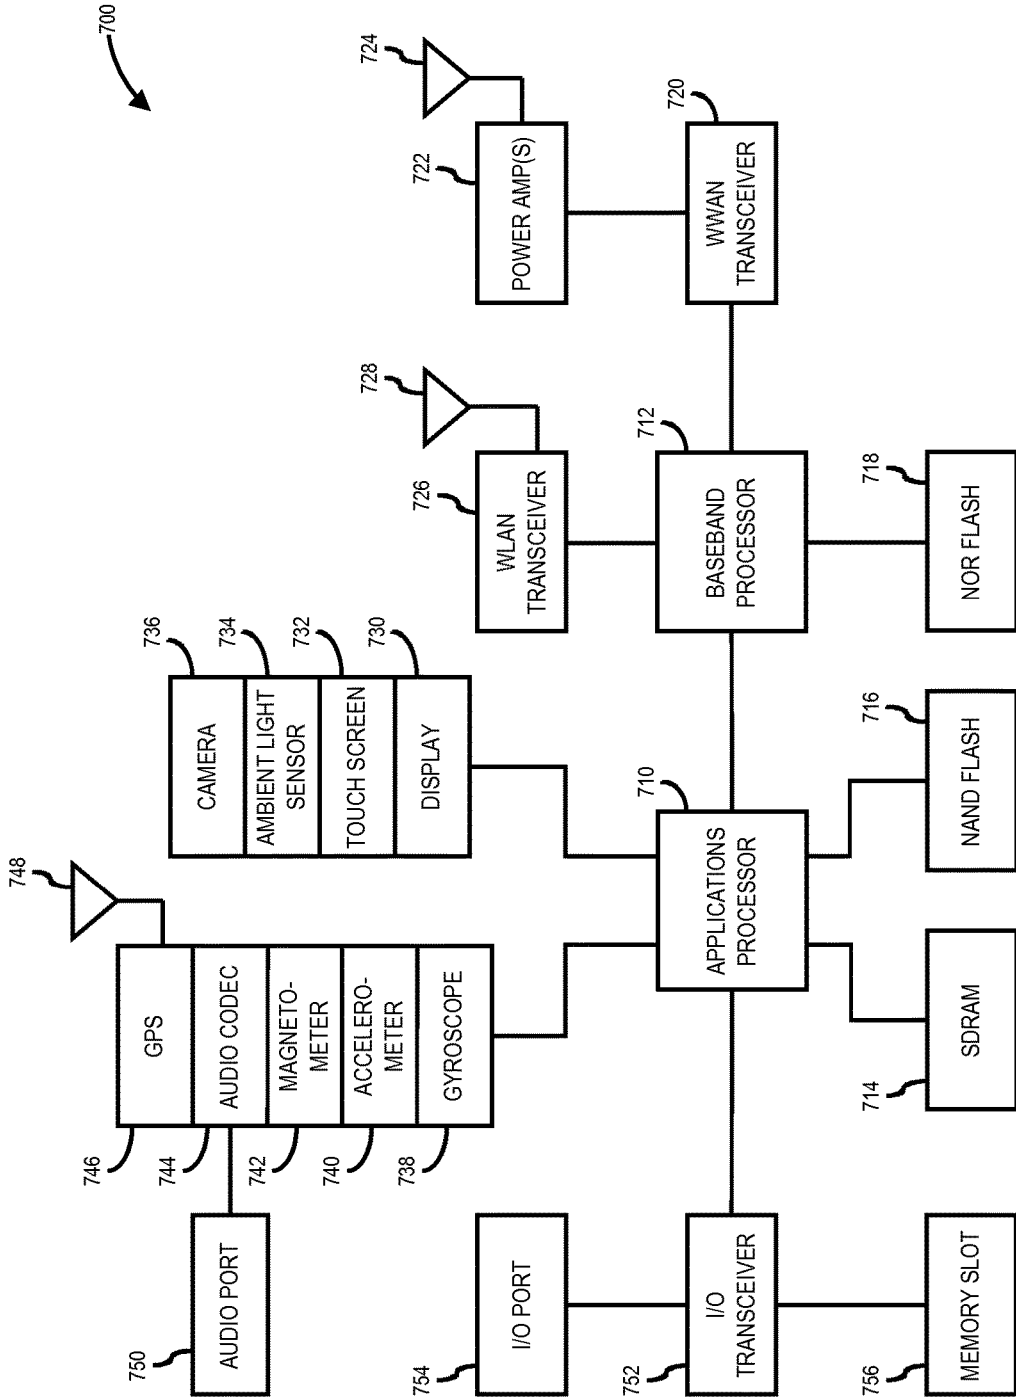 700
748
GPS
AUDIO CODEC
MAGNETO-
METER
ACCELERO-
METER
GYROSCOPE
746
744
742
740
738
AUDIO PORT
750
CAMERA
AMBIENT LIGHT
SENSOR
TOUCH SCREEN
DISPLAY
736
734
732
730
728
WLAN
TRANSCEIVER
726
724
POWER AMP(S)
722
I/O PORT
754
I/O
TRANSCEIVER
752
APPLICATIONS
PROCESSOR
710
BASEBAND
PROCESSOR
712
WWAN
TRANSCEIVER
720
MEMORY SLOT
756
SDRAM
714
NAND FLASH
716
NOR FLASH
718